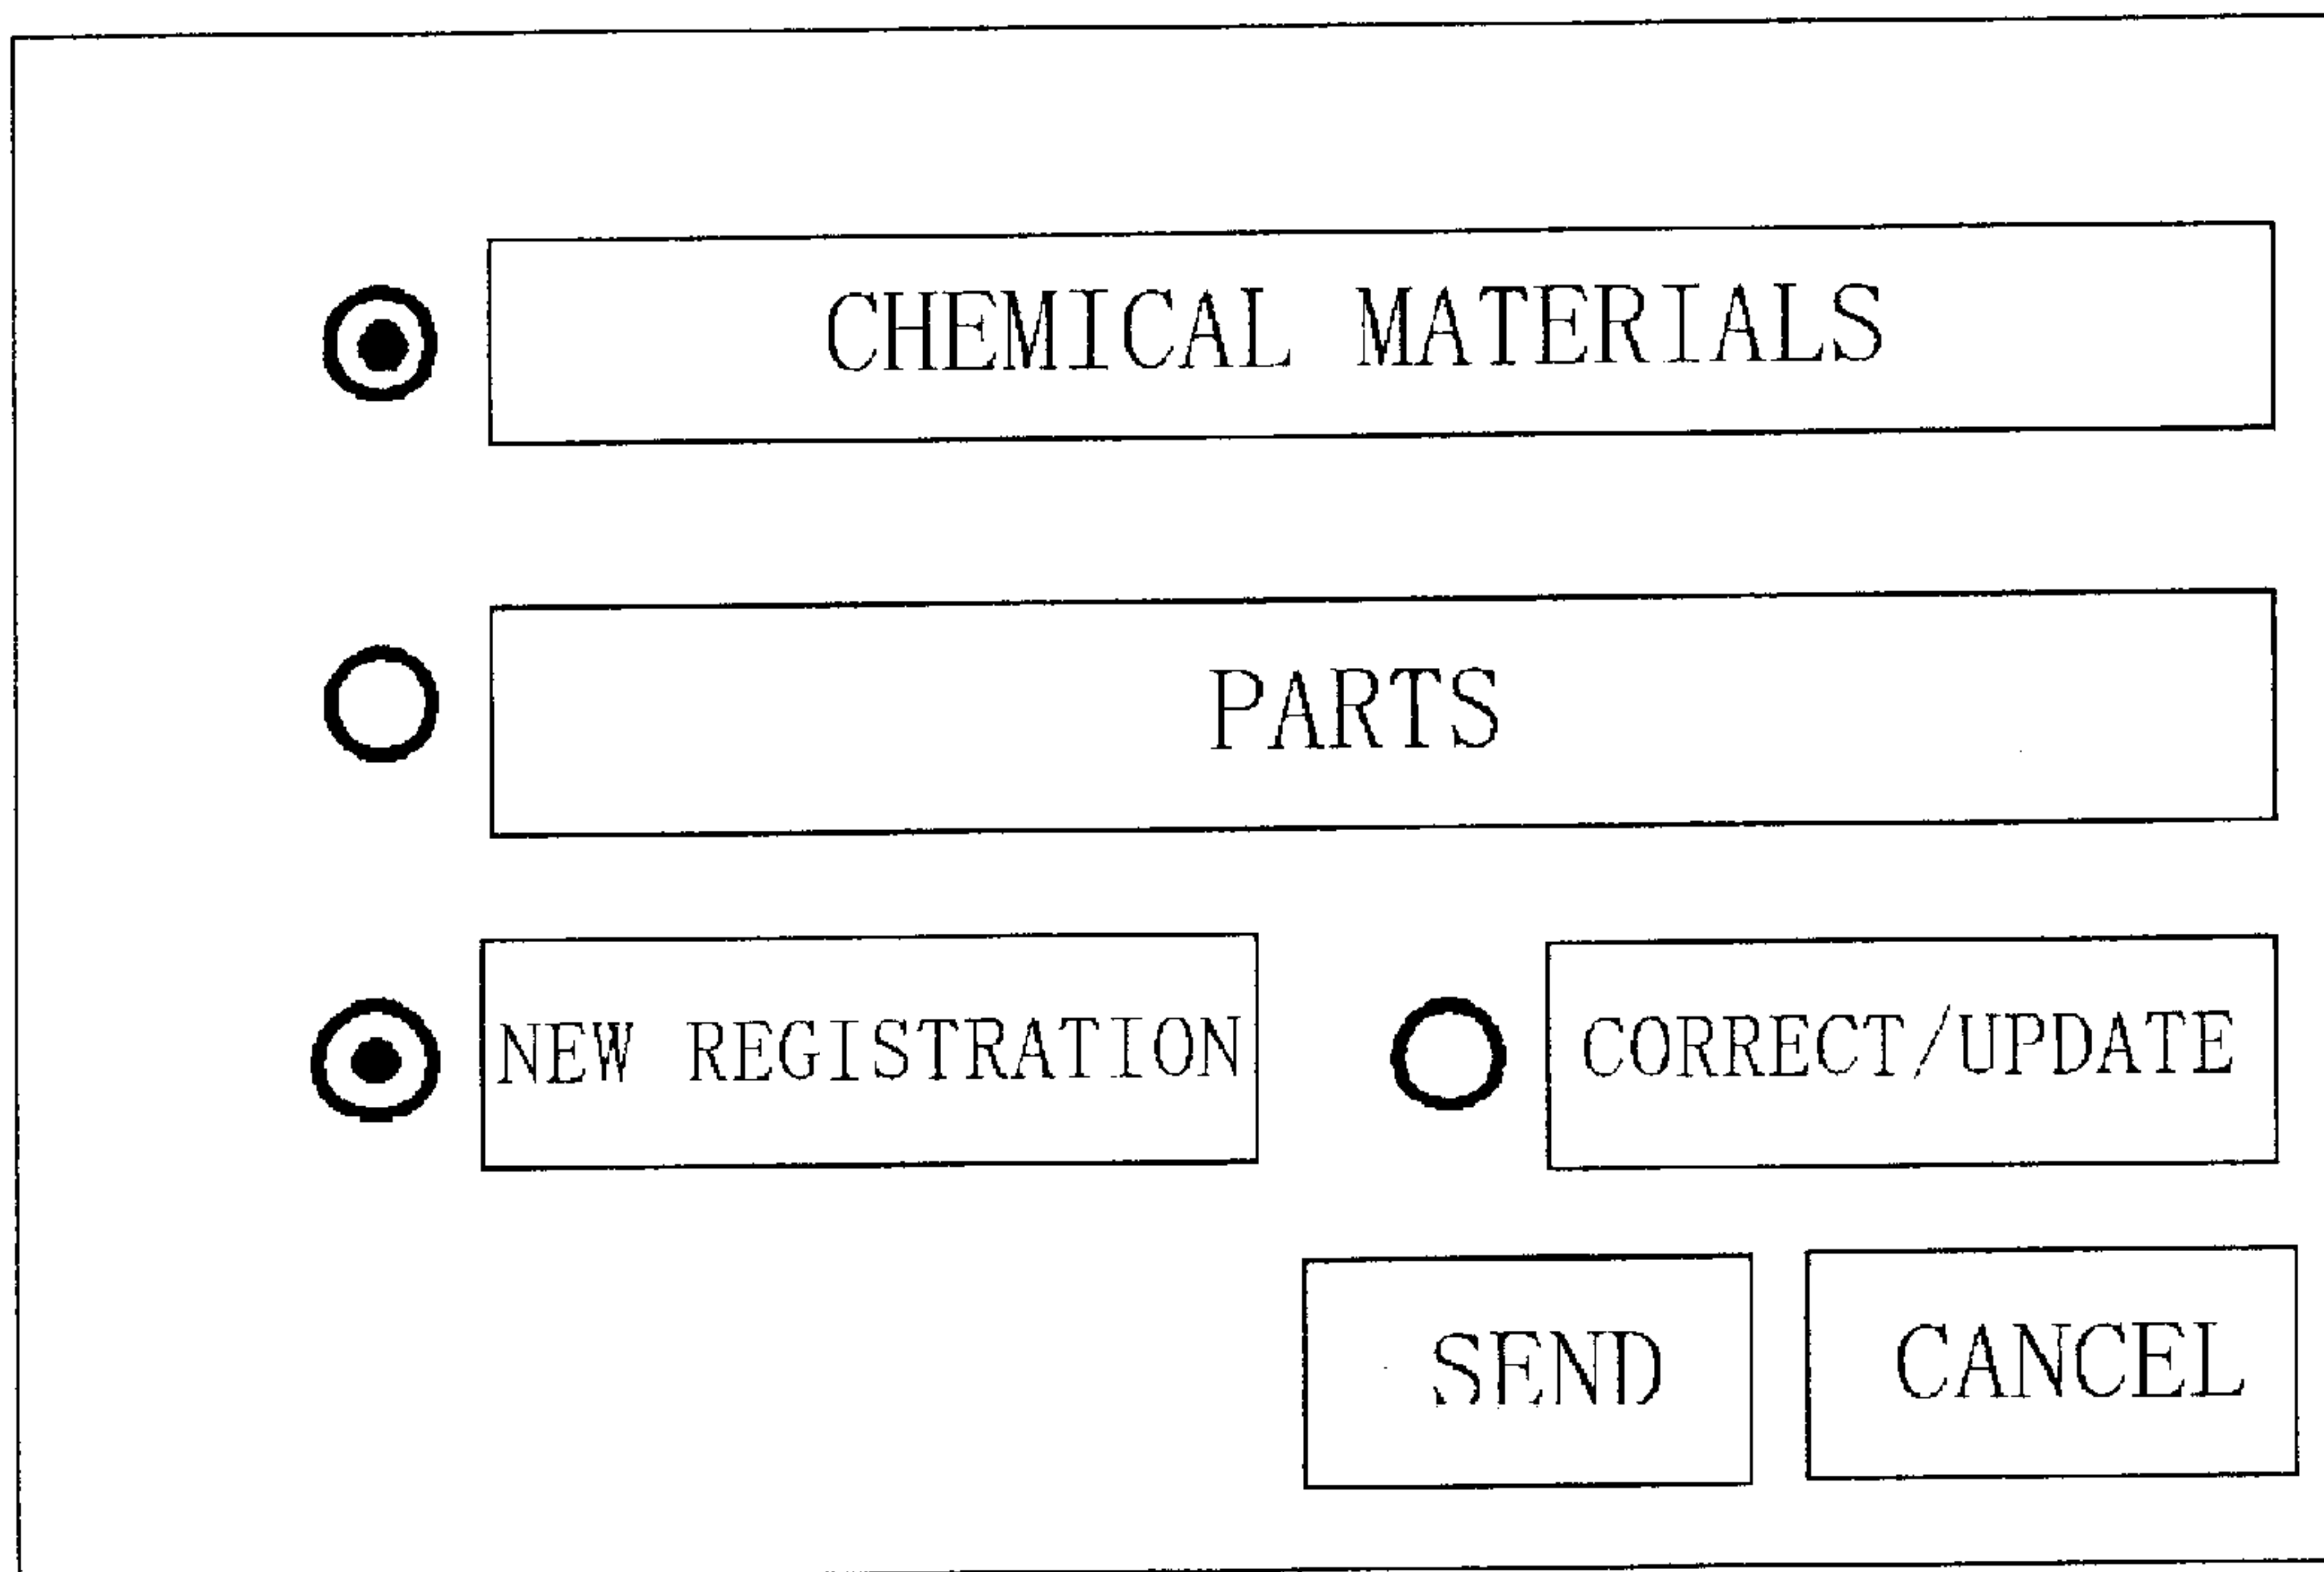 CHEMICAL MATERIALS
PARTS
NEW REGISTRATION CORRECT/UPDATE
SEND CANCEL